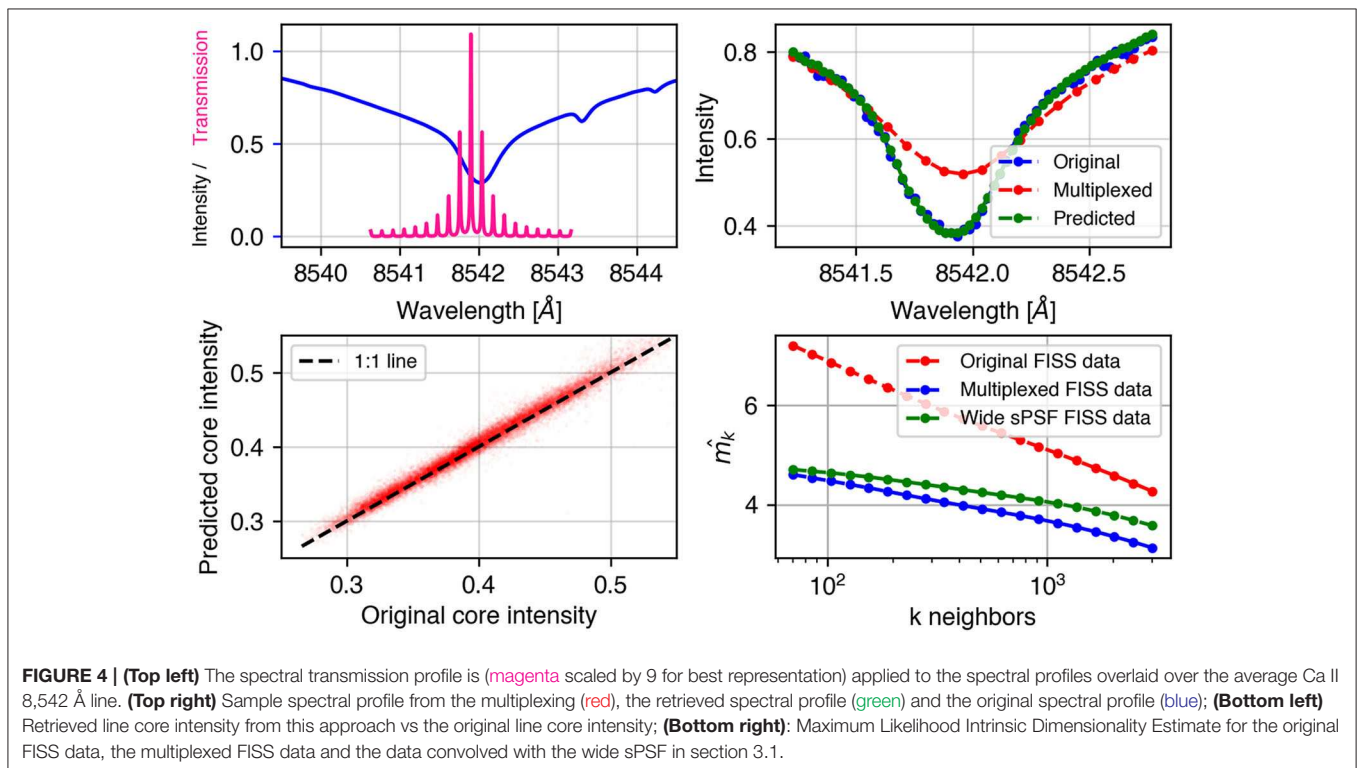 Intensity / Transmission
1.0
0.5
0.0
8540
8541
8542
8543
8544
Wavelength [Å]
Intensity
0.8
0.6
0.4
Original
Multiplexed
Predicted
8541.5
8542.0
8542.5
Wavelength [Å]
Predicted core intensity
0.5
0.4
0.3
1:1 line
0.3
0.4
0.5
Original core intensity
m̂k
6
4
Original FISS data
Multiplexed FISS data
Wide sPSF FISS data
10²
10³
k neighbors
FIGURE 4 | (Top left) The spectral transmission profile is (magenta scaled by 9 for best representation) applied to the spectral profiles overlaid over the average Ca II
8,542 Å line. (Top right) Sample spectral profile from the multiplexing (red), the retrieved spectral profile (green) and the original spectral profile (blue); (Bottom left)
Retrieved line core intensity from this approach vs the original line core intensity; (Bottom right): Maximum Likelihood Intrinsic Dimensionality Estimate for the original
FISS data, the multiplexed FISS data and the data convolved with the wide sPSF in section 3.1.